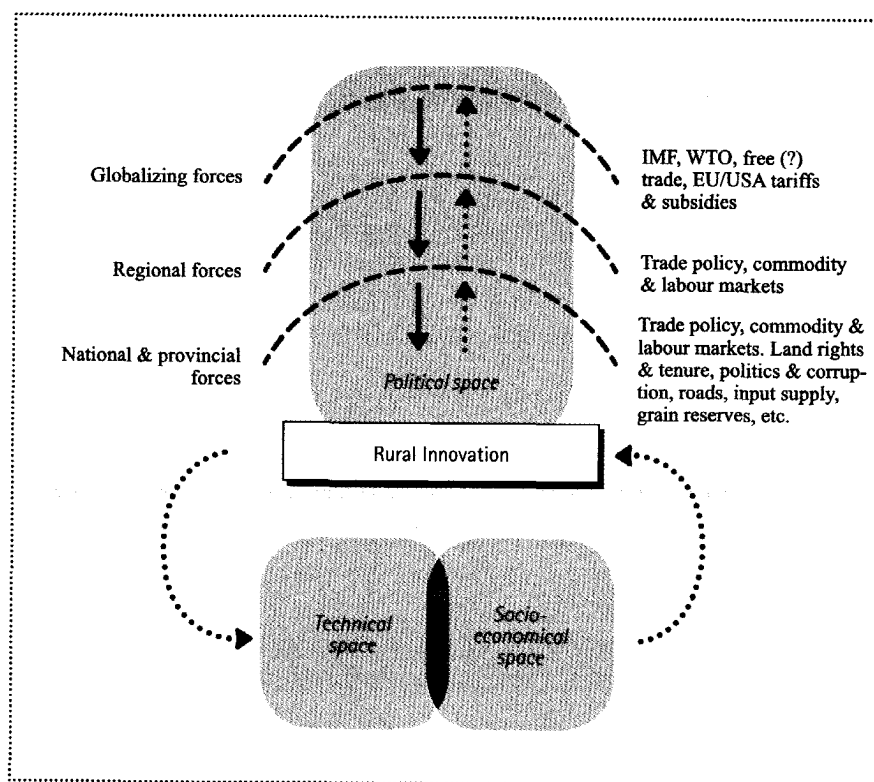 Globalizing forces
IMF, WTO, free (?)
trade, EU/USA tariffs
& subsidies
Regional forces
Trade policy, commodity
& labour markets
National & provincial
forces
Trade policy, commodity &
labour markets. Land rights
& tenure, politics & corrup-
tion, roads, input supply,
grain reserves, etc.
Political space
Rural Innovation
Technical
space
Socio-
economical
space